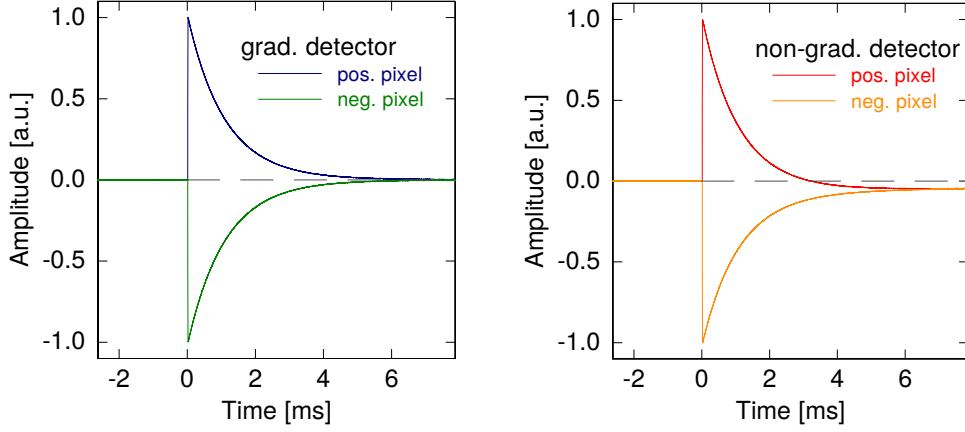 1.0
0.5
0.0
-0.5
-1.0
Amplitude [a.u.]
grad. detector
pos. pixel
neg. pixel
-2 0 2 4 6
Time [ms]
1.0
0.5
0.0
-0.5
-1.0
Amplitude [a.u.]
non-grad. detector
pos. pixel
neg. pixel
-2 0 2 4 6
Time [ms]